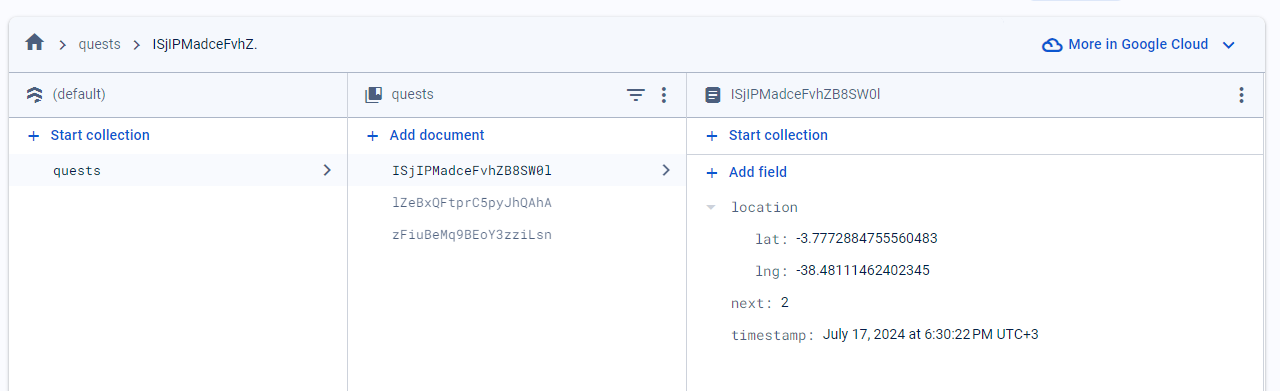 quests ISjIPMadceFvhZ. More in Google Cloud
(default) quests ISjIPMadceFvhZB8SW0l
Start collection Add document Start collection
quests ISjIPMadceFvhZB8SW0l Add field
lZeBxQFtprC5pyJhQAhA location
zFiuBeMq9BEoY3zziLsn lat: -3.7772884755560483
lng: -38.48111462402345
next: 2
timestamp: July 17, 2024 at 6:30:22 PM UTC+3